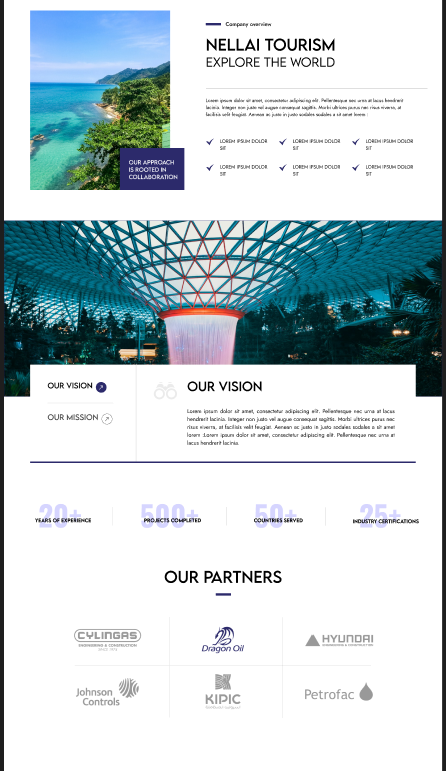 Company overview
NELLAI TOURISM
EXPLORE THE WORLD
Lorem ipsum dolor sit amet, consectetur adipiscing elit. Pellentesque nec urna at lacus hendrerit
lacinia. Integer non justo vel augue consequat sagittis. Morbi ultrices purus nec risus viverra, at
facilisis velit feugiat. Aenean ac justo in justo sodales sodales a sit amet lorem :
LOREM IPSUM DOLOR
SIT
LOREM IPSUM DOLOR
SIT
LOREM IPSUM DOLOR
SIT
LOREM IPSUM DOLOR
SIT
LOREM IPSUM DOLOR
SIT
LOREM IPSUM DOLOR
SIT
OUR APPROACH
IS ROOTED IN
COLLABORATION
OUR VISION
OUR MISSION
OUR VISION
Lorem ipsum dolor sit amet, consectetur adipiscing elit. Pellentesque nec urna at lacus
hendrerit lacinia. Integer non justo vel augue consequat sagittis. Morbi ultrices purus nec
risus viverra, at facilisis velit feugiat. Aenean ac justo in justo sodales sodales a sit amet
lorem :Lorem ipsum dolor sit amet, consectetur adipiscing elit. Pellentesque nec urna at
lacus hendrerit lacinia.
20+
YEARS OF EXPERIENCE
500+
PROJECTS COMPLETED
50+
COUNTRIES SERVED
25+
INDUSTRY CERTIFICATIONS
OUR PARTNERS
CYLINGAS
ENGINEERING & CONSTRUCTION
Dragon Oil
HYUNDAI
ENGINEERING & CONSTRUCTION
Johnson
Controls
KIPIC
Petrofac